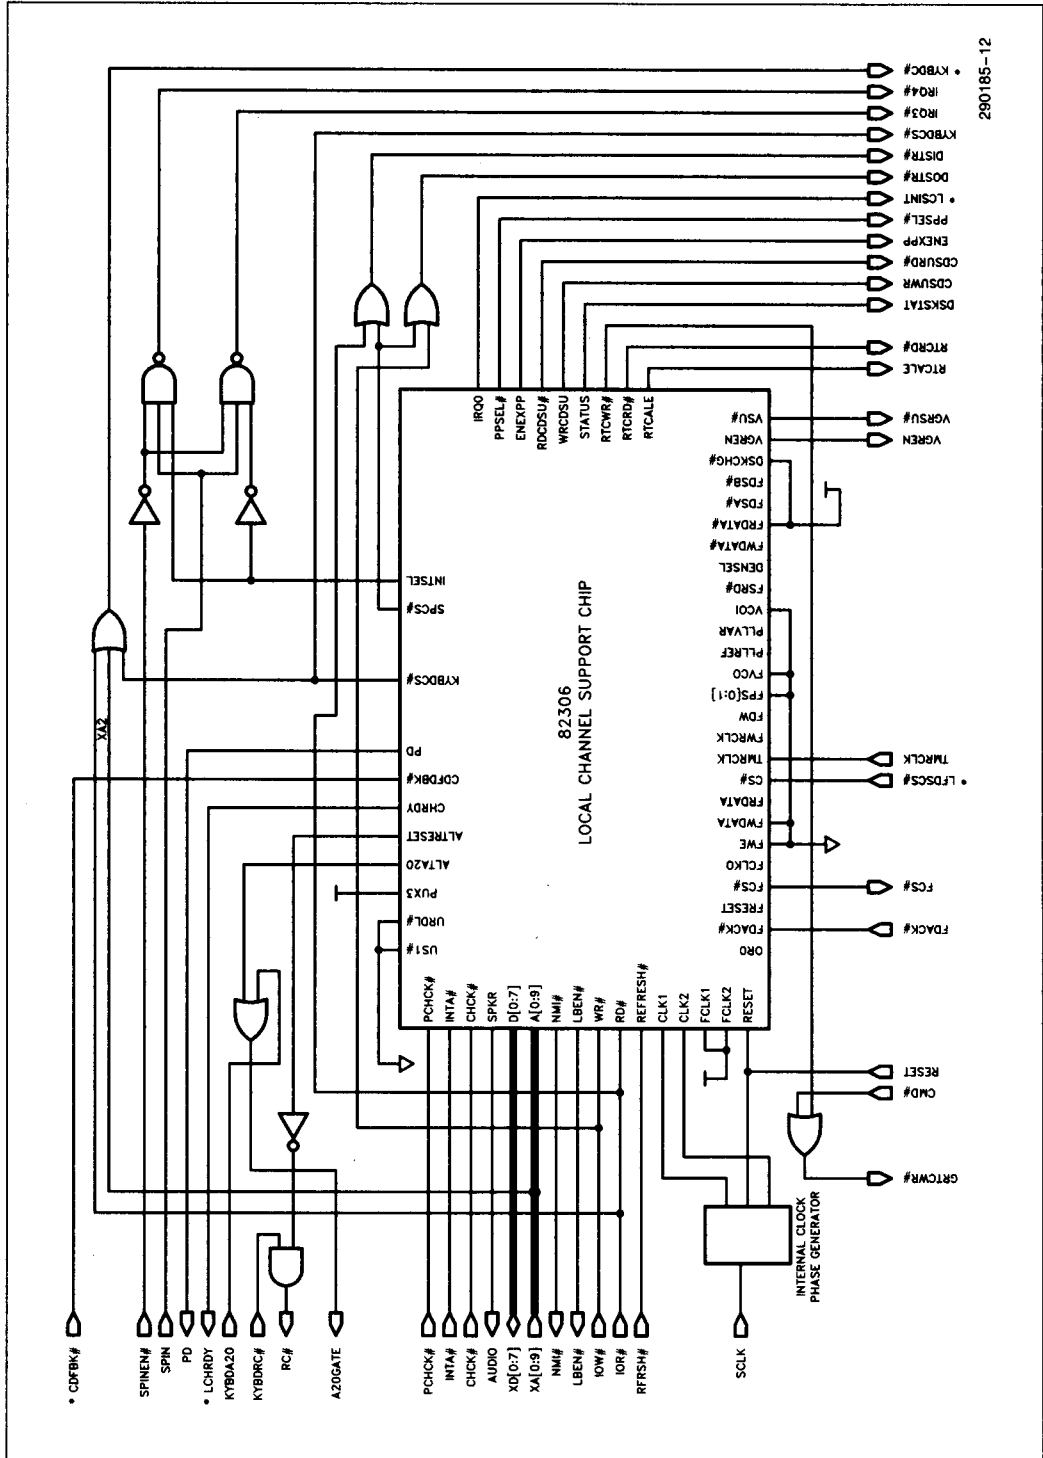 290185-12
* KYBDC#
IRQ4#
IRQ3#
KYBDCS#
DISTR#
DOSTR#
* LCSINT
PPSEL#
ENEXPP
CDSURD#
CDSUWR
DSKSTAT
RTCRD#
RTCALE
VGRSU#
VGREN
TMRCLK
* LFDSCS#
FCS#
FDACK#
RESET
CMD#
GRTCWR#
IRQ0
PPSEL#
ENEXPP
RDCDSU#
WRCDSU
STATUS
RTCWR#
RTCRD#
RTCALE
VSU#
VGREN
DSKCHG#
FDSB#
FDSA#
FRDATA#
FWDATA#
DENSEL
FSRD#
VCOI
PLLVAR
PLLREF
FVCO
FPS[0:1]
FDW
FWRCLK
TMRCLK
CS#
FRDATA
FWDATA
FWE
FCLKO
FCS#
FRESET
FDACK#
ORO
82306
LOCAL CHANNEL SUPPORT CHIP
INTSEL
SPCS#
KYBDCS#
PD
CDFDBK#
CHRDY
ALTRESET
ALTA20
PUX3
URDL#
US1#
XA2
PCHCK#
INTA#
CHCK#
SPKR
D[0:7]
A[0:9]
NMI#
LBEN#
WR#
RD#
REFRESH#
CLK1
CLK2
FCLK1
FCLK2
RESET
INTERNAL CLOCK
PHASE GENERATOR
* CDFBK#
SPINEN#
SPIN
PD
* LCHRDY
KYBDA20
KYBDRC#
RC#
A20GATE
PCHCK#
INTA#
CHCK#
AUDIO
XD[0:7]
XA[0:9]
NMI#
LBEN#
IOW#
IOR#
RFRSH#
SCLK